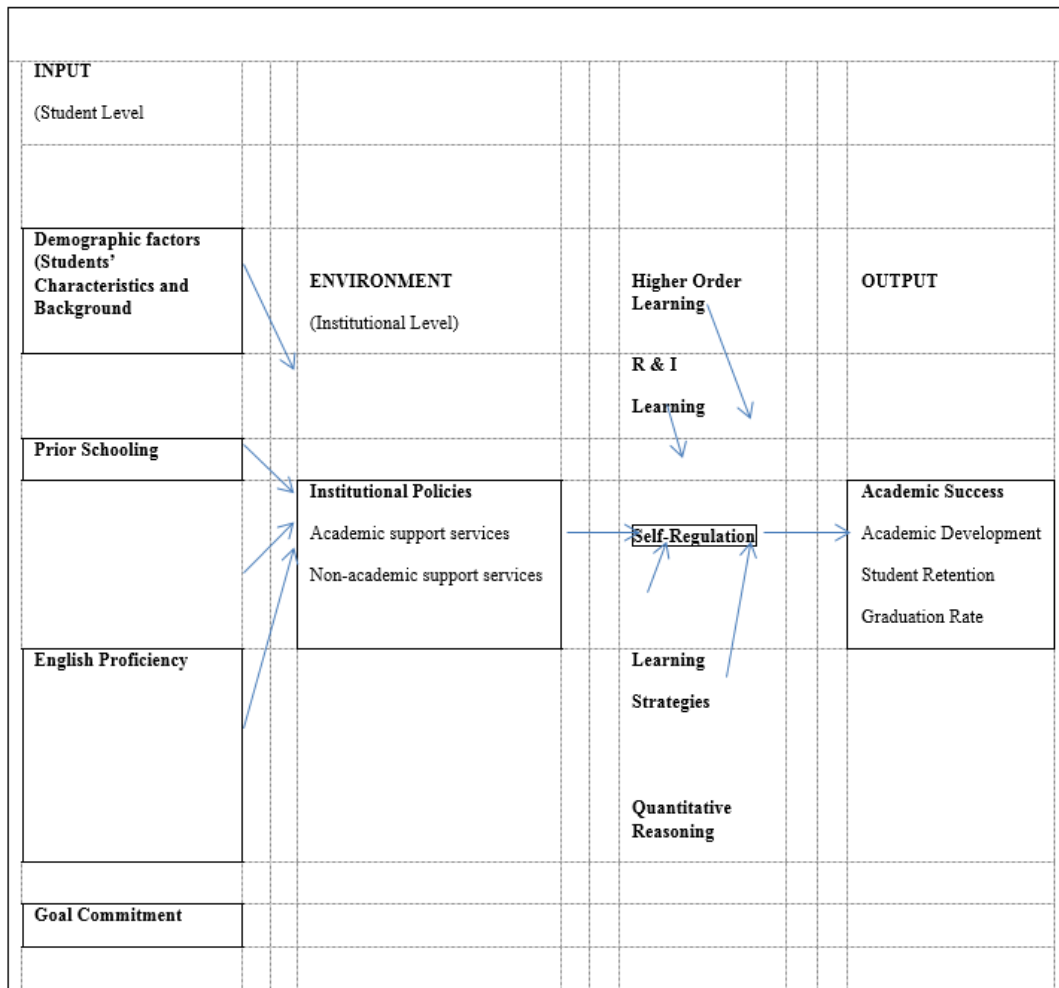 INPUT
(Student Level
Demographic factors
(Students'
Characteristics and
Background
Prior Schooling
English Proficiency
Goal Commitment
ENVIRONMENT
(Institutional Level)
Institutional Policies
Academic support services
Non-academic support services
Higher Order
Learning
R & I
Learning
Self-Regulation
Learning
Strategies
Quantitative
Reasoning
OUTPUT
Academic Success
Academic Development
Student Retention
Graduation Rate